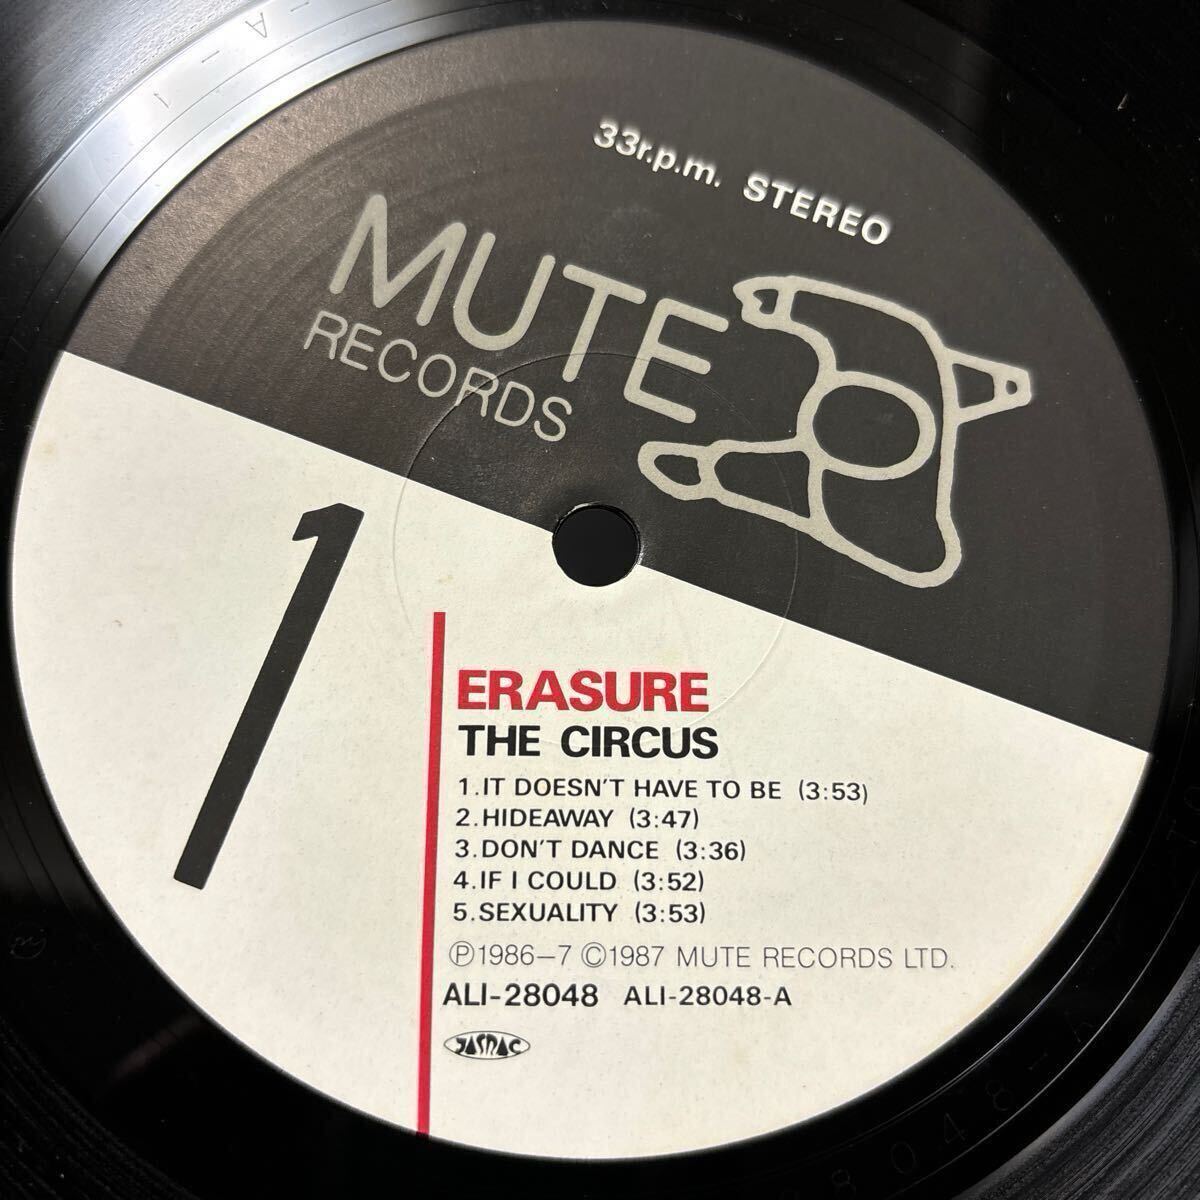 33r.p.m. STEREO
MUTE
RECORDS
1
ERASURE
THE CIRCUS
1.IT DOESN'T HAVE TO BE (3:53)
2.HIDEAWAY (3:47)
3.DON'T DANCE (3:36)
4.IF I COULD (3:52)
5.SEXUALITY (3:53)
Ⓟ1986–7 ©1987 MUTE RECORDS LTD.
ALI-28048 ALI-28048-A
JASRAC